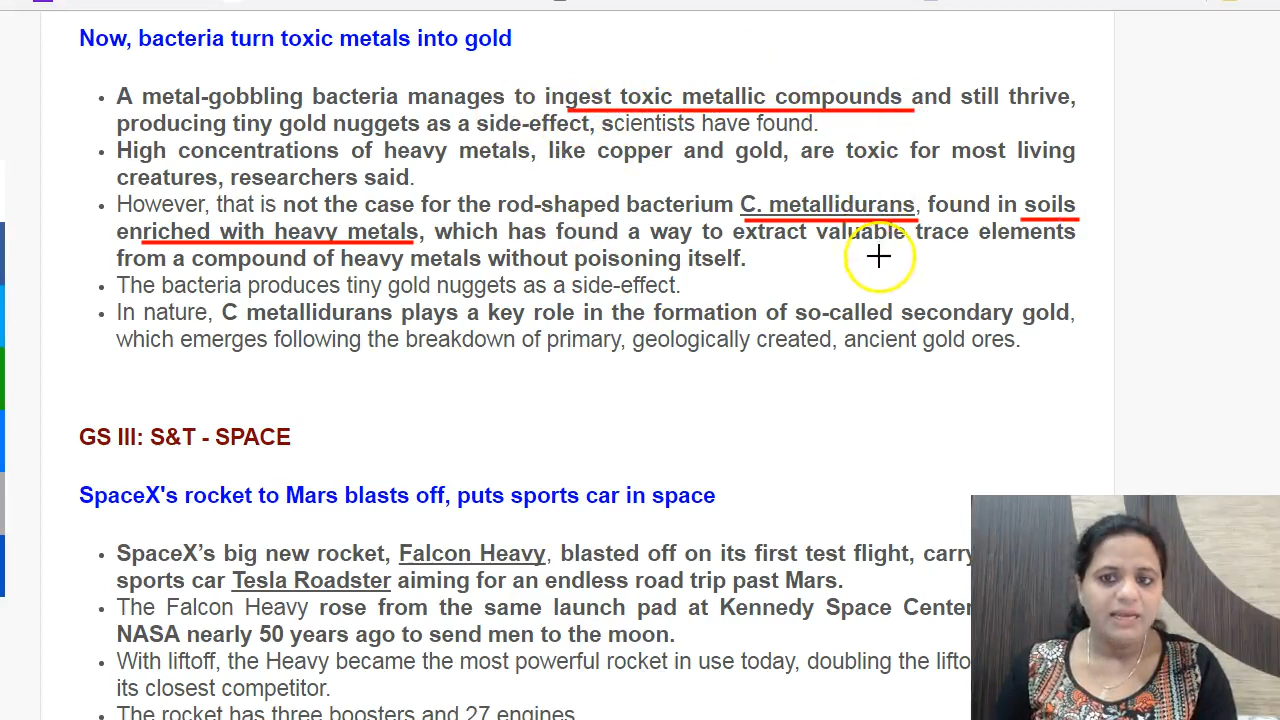 Now, bacteria turn toxic metals into gold
A metal-gobbling bacteria manages to ingest toxic metallic compounds and still thrive,
producing tiny gold nuggets as a side-effect, scientists have found.
High concentrations of heavy metals, like copper and gold, are toxic for most living
creatures, researchers said.
However, that is not the case for the rod-shaped bacterium C. metallidurans, found in soils
enriched with heavy metals, which has found a way to extract valuable trace elements
from a compound of heavy metals without poisoning itself.
The bacteria produces tiny gold nuggets as a side-effect.
In nature, C metallidurans plays a key role in the formation of so-called secondary gold,
which emerges following the breakdown of primary, geologically created, ancient gold ores.
GS III: S&T - SPACE
SpaceX's rocket to Mars blasts off, puts sports car in space
SpaceX’s big new rocket, Falcon Heavy, blasted off on its first test flight, carry
sports car Tesla Roadster aiming for an endless road trip past Mars.
The Falcon Heavy rose from the same launch pad at Kennedy Space Center
NASA nearly 50 years ago to send men to the moon.
With liftoff, the Heavy became the most powerful rocket in use today, doubling the lifto
its closest competitor.
The rocket has three boosters and 27 engines